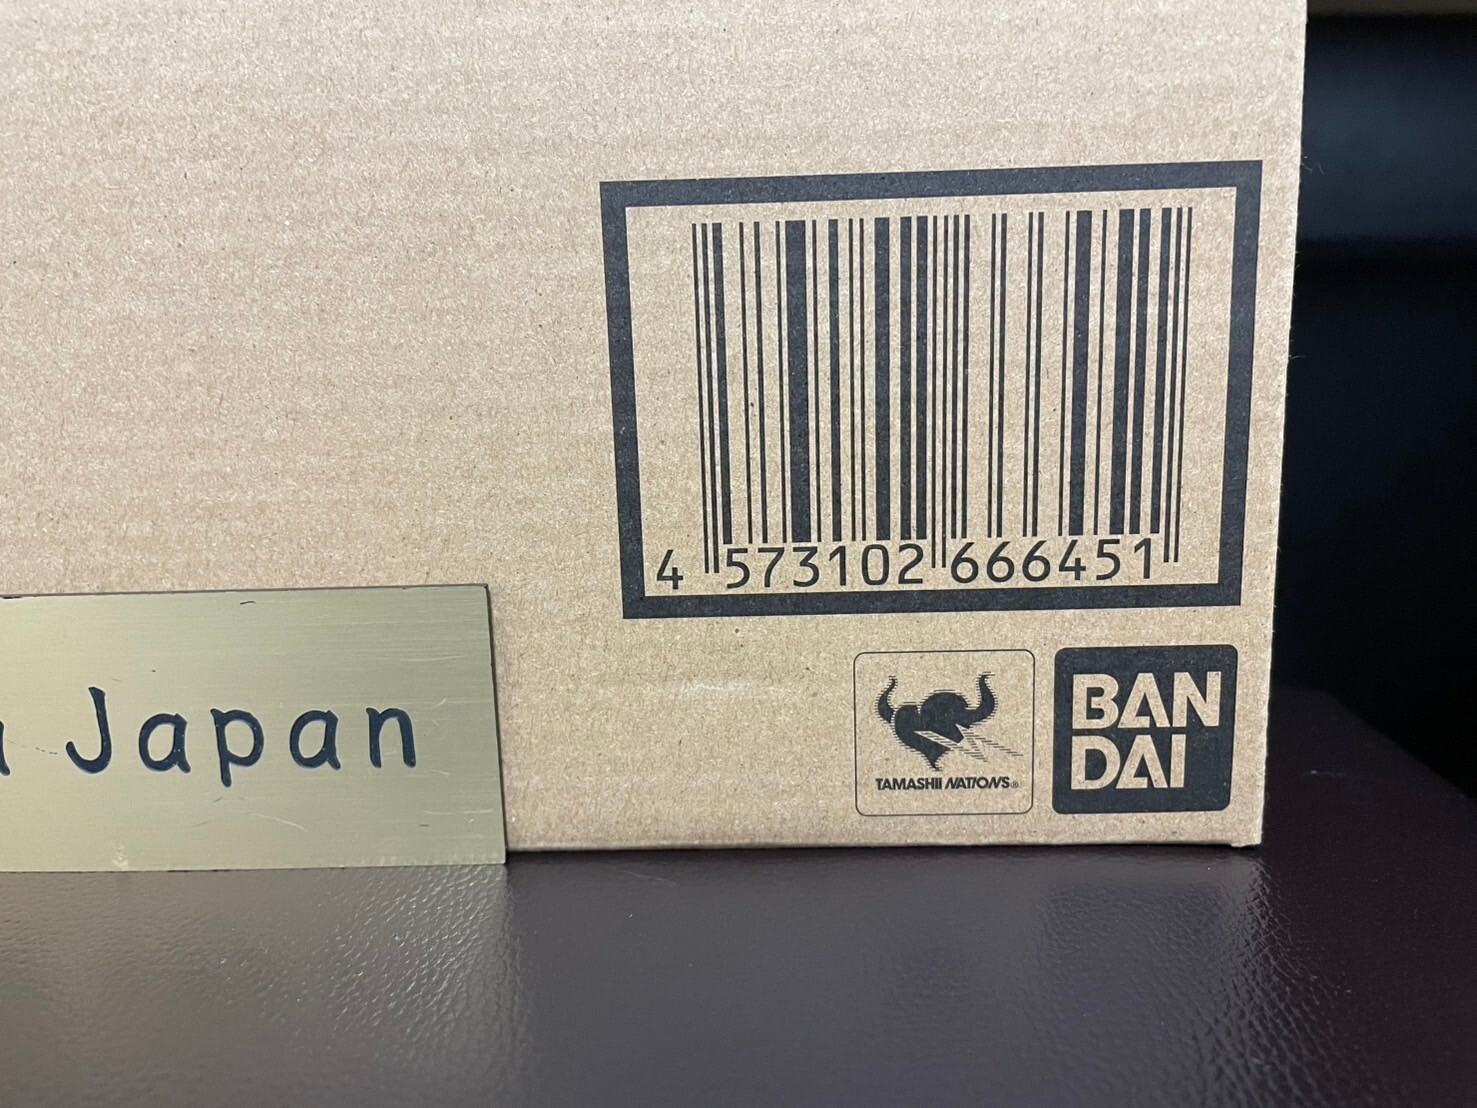 4 573102 666451
Japan
TAMASHII NATIONS®
BAN
DAI